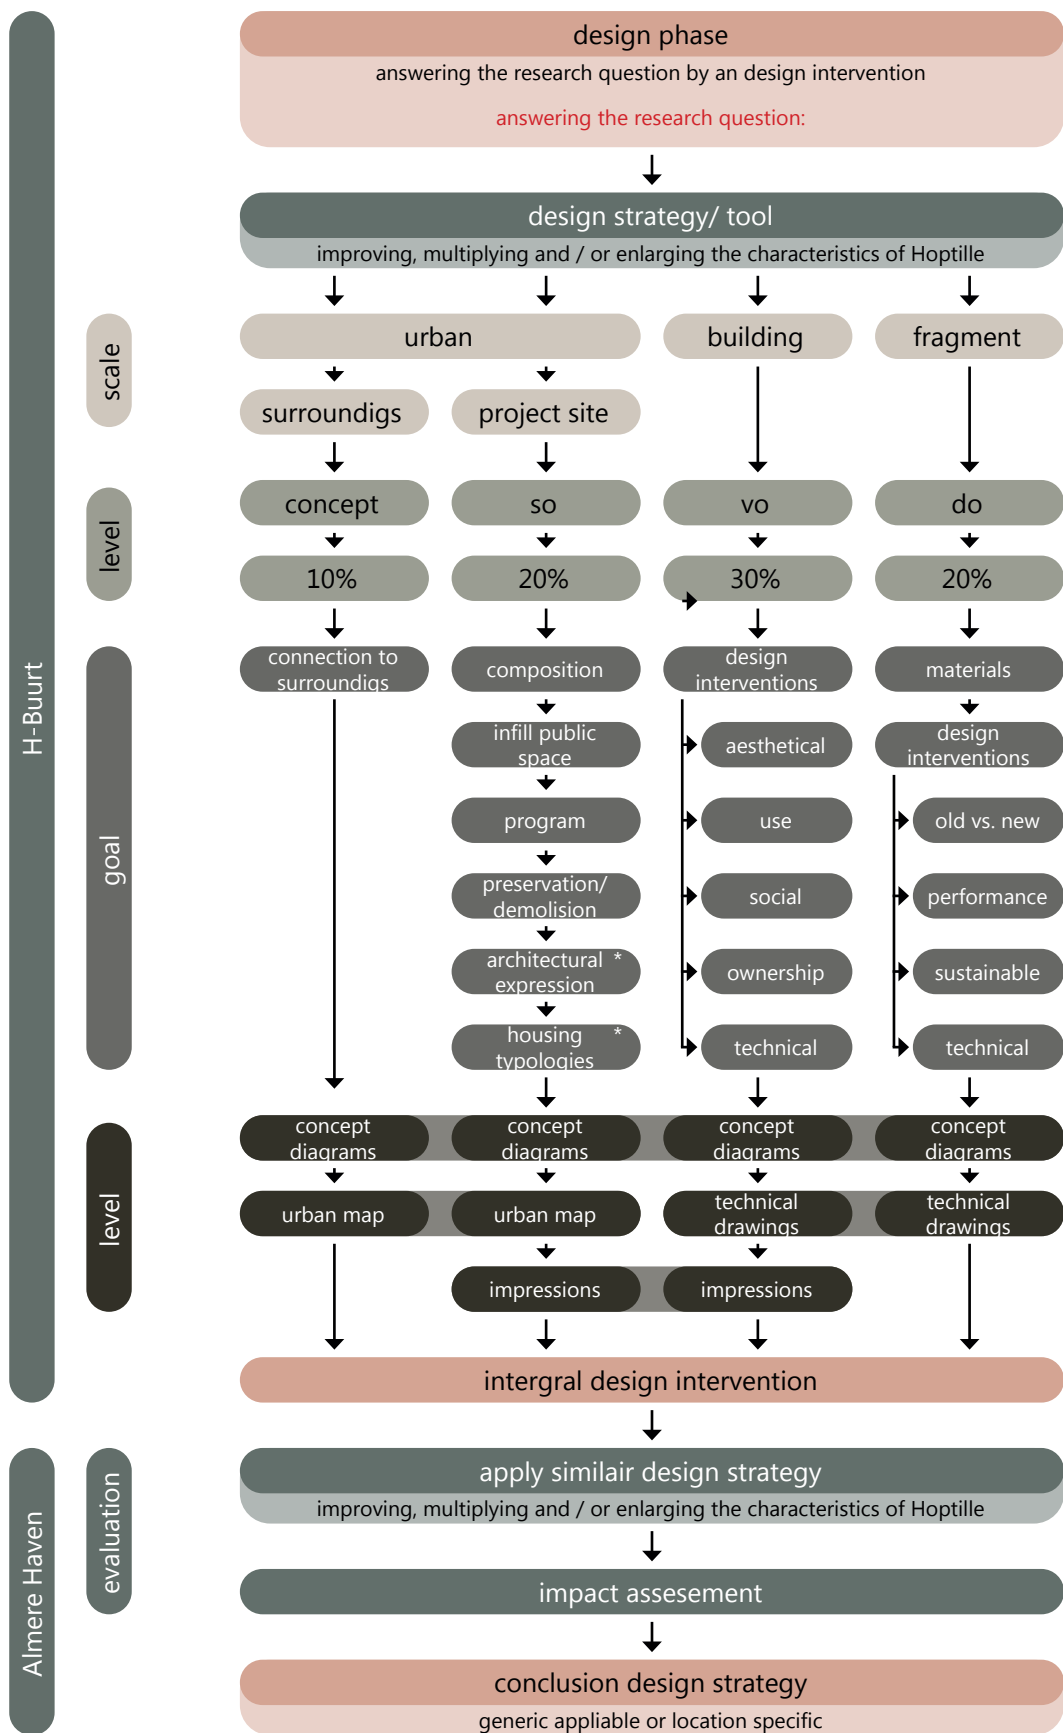 design phase
answering the research question by an design intervention
answering the research question:
design strategy/ tool
improving, multiplying and / or enlarging the characteristics of Hoptille
H-Buurt
scale
urban
building
fragment
surroundigs
project site
level
concept
so
vo
do
10%
20%
30%
20%
goal
connection to
surroundigs
composition
design
interventions
materials
infill public
space
aesthetical
design
interventions
program
use
old vs. new
preservation/
demolision
social
performance
architectural *
expression
ownership
sustainable
housing *
typologies
technical
technical
level
concept
diagrams
concept
diagrams
concept
diagrams
concept
diagrams
urban map
urban map
technical
drawings
technical
drawings
impressions
impressions
intergral design intervention
Almere Haven
evaluation
apply similair design strategy
improving, multiplying and / or enlarging the characteristics of Hoptille
impact assesement
conclusion design strategy
generic appliable or location specific